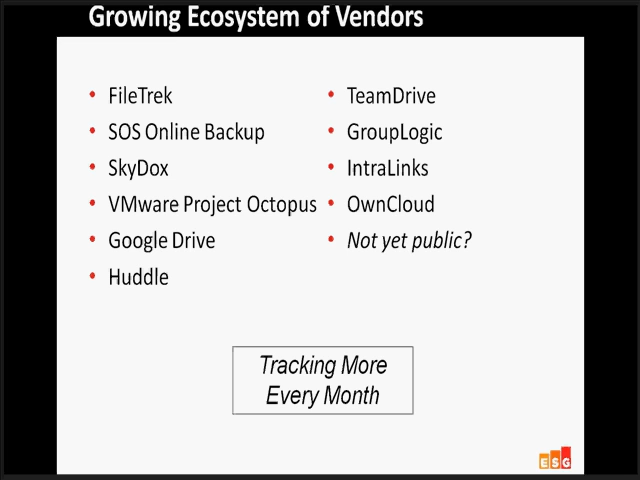 Growing Ecosystem of Vendors
• FileTrek
• SOS Online Backup
• SkyDox
• VMware Project Octopus
• Google Drive
• Huddle
• TeamDrive
• GroupLogic
• IntraLinks
• OwnCloud
• Not yet public?
Tracking More
Every Month
ESG